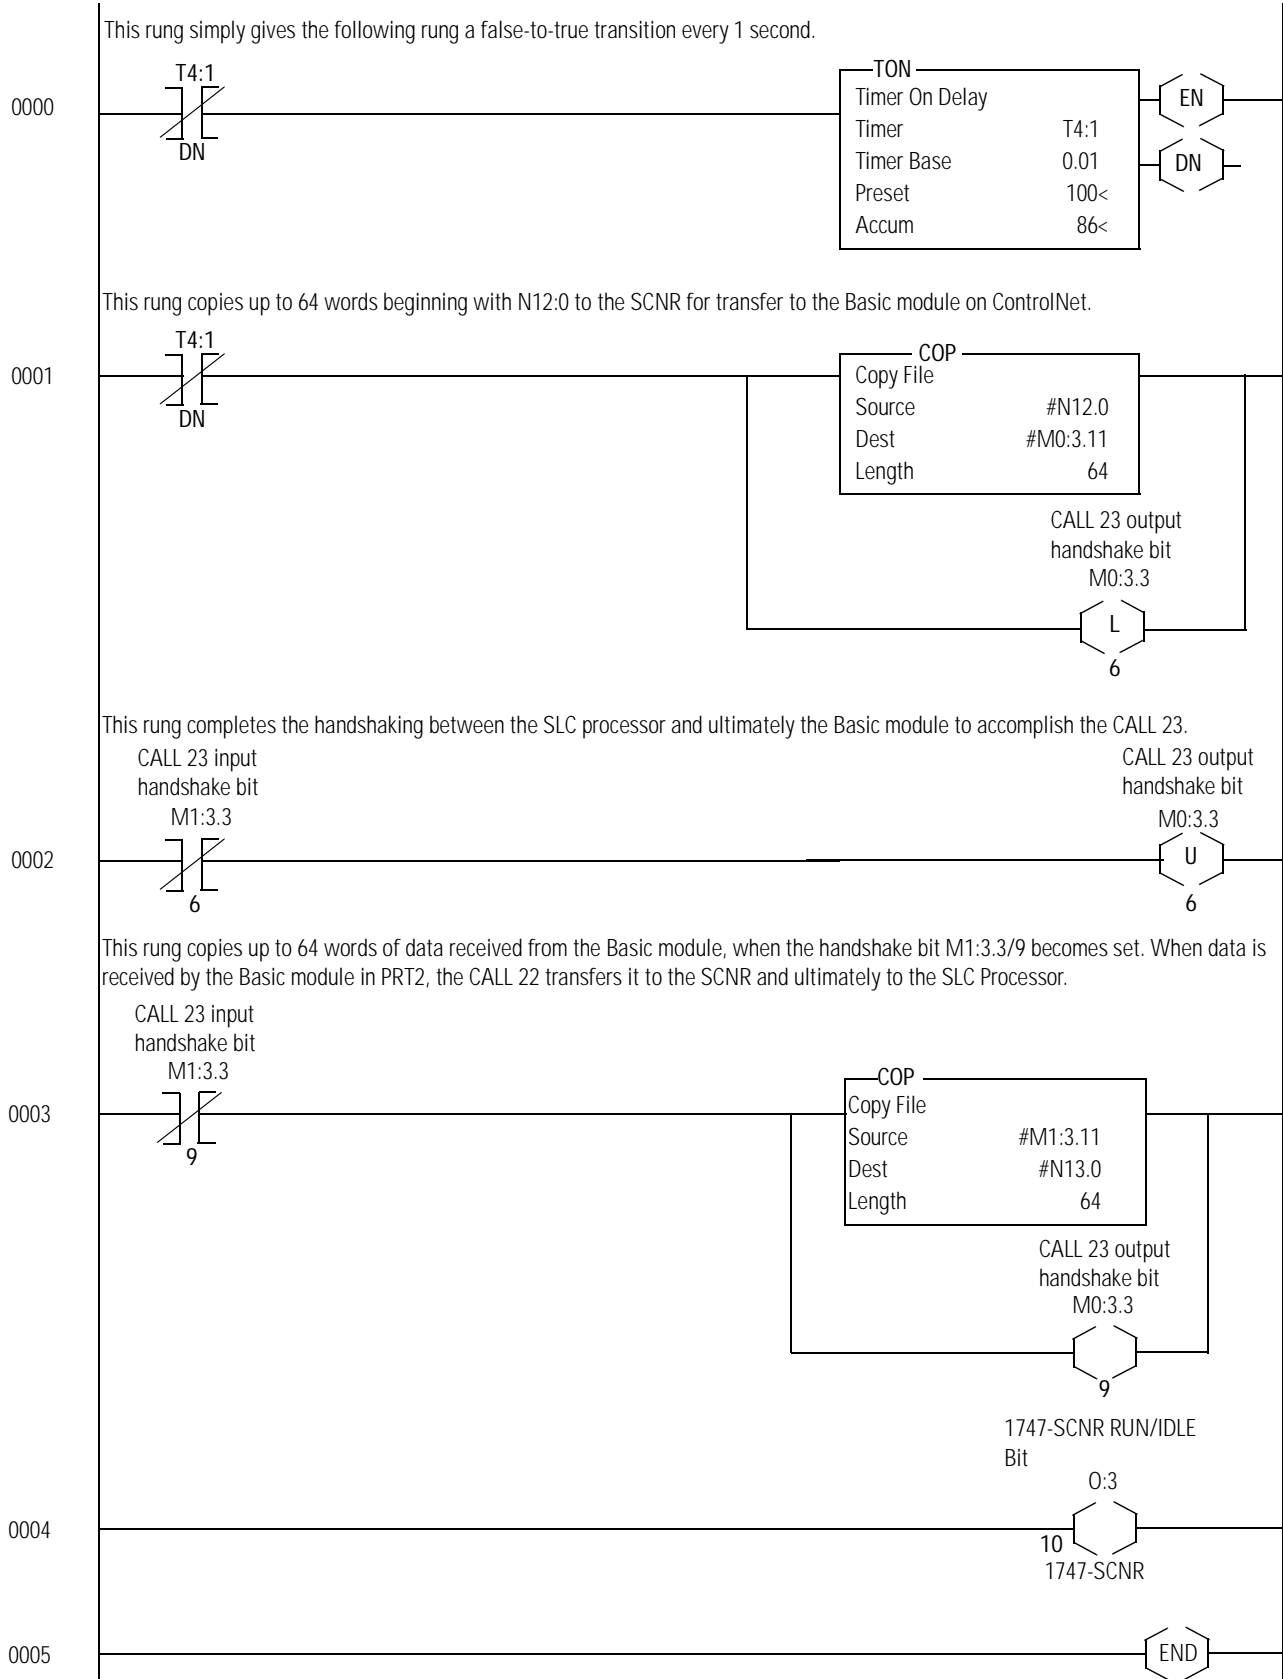 This rung simply gives the following rung a false-to-true transition every 1 second.
T4:1
0000
DN
TON
Timer On Delay
Timer T4:1
Timer Base 0.01
Preset 100<
Accum 86<
EN
DN
This rung copies up to 64 words beginning with N12:0 to the SCNR for transfer to the Basic module on ControlNet.
T4:1
0001
DN
COP
Copy File
Source #N12.0
Dest #M0:3.11
Length 64
CALL 23 output
handshake bit
M0:3.3
L
6
This rung completes the handshaking between the SLC processor and ultimately the Basic module to accomplish the CALL 23.
CALL 23 input
handshake bit
M1:3.3
0002
6
CALL 23 output
handshake bit
M0:3.3
U
6
This rung copies up to 64 words of data received from the Basic module, when the handshake bit M1:3.3/9 becomes set. When data is
received by the Basic module in PRT2, the CALL 22 transfers it to the SCNR and ultimately to the SLC Processor.
CALL 23 input
handshake bit
M1:3.3
0003
9
COP
Copy File
Source #M1:3.11
Dest #N13.0
Length 64
CALL 23 output
handshake bit
M0:3.3
9
1747-SCNR RUN/IDLE
Bit
O:3
0004
10
1747-SCNR
0005
END